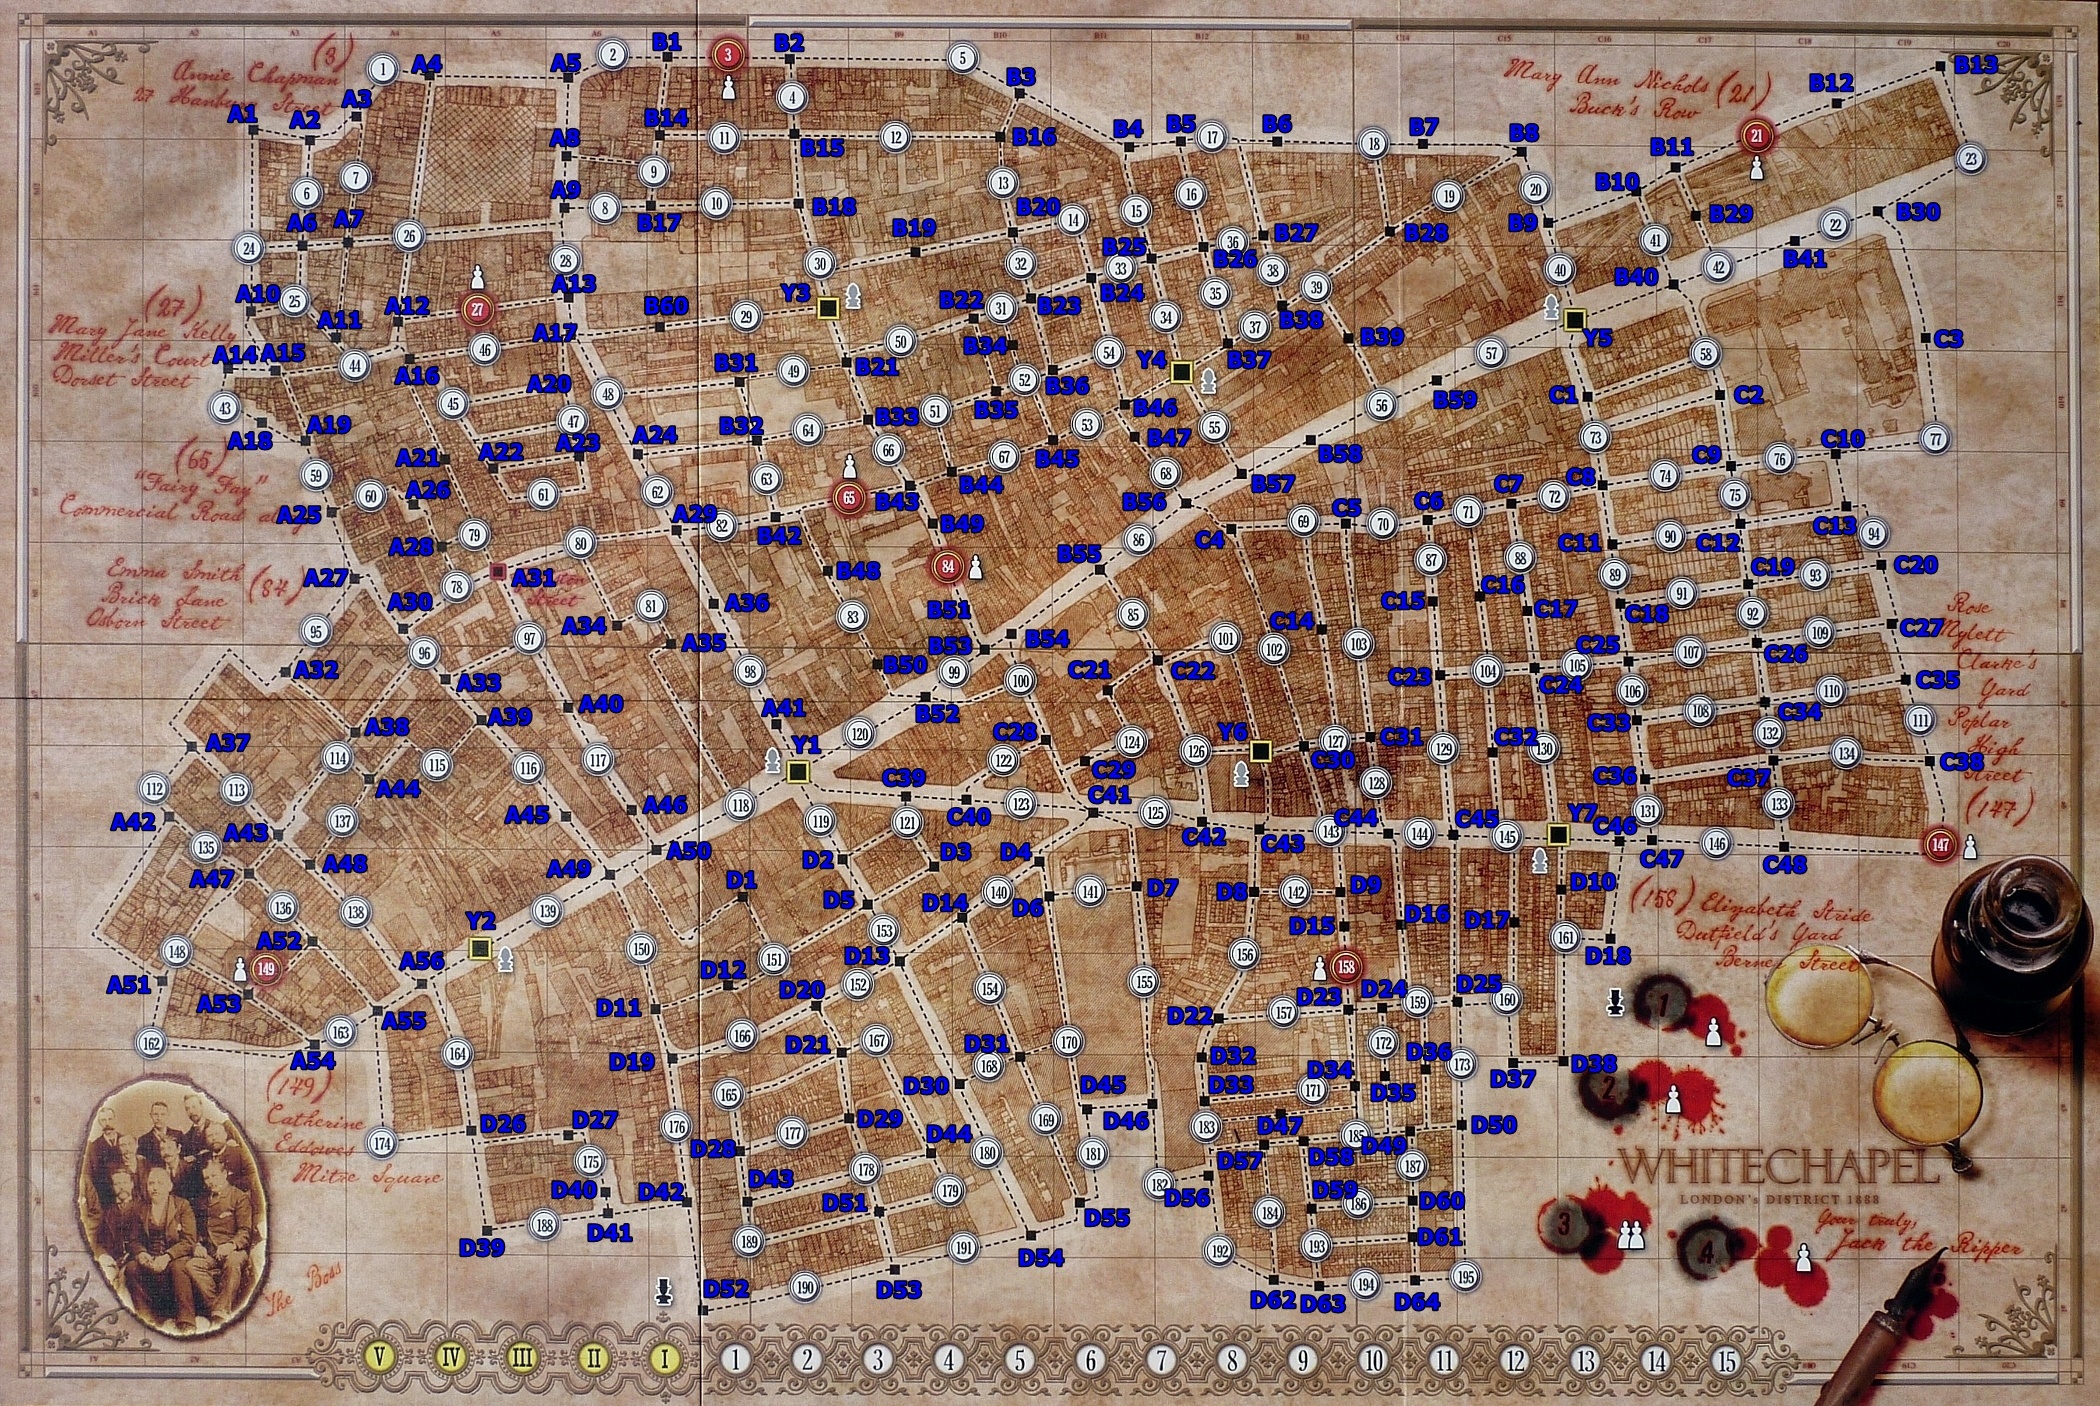 Annie Chapman (3)
27 Hanbury Street
Mary Ann Nichols (21)
Buck's Row
(27)
Mary Jane Kelly
Miller's Court
Dorset Street
(65)
"Fairy Fay"
Commercial Road
Emma Smith (84)
Brick Lane
Osborn Street
Rose
Mylett
Clarke's
Yard
Poplar
High
Street
(147)
(158) Elizabeth Stride
Dutfield's Yard
Berner Street
(149)
Catherine
Eddowes
Mitre Square
The Boss
WHITECHAPEL
LONDON'S DISTRICT 1888
Your truly,
Jack the Ripper
1
2
3
4
V IV III II I 1 2 3 4 5 6 7 8 9 10 11 12 13 14 15
1 A4 A5 2 B1 3 B2 5 B3 B12 B13
A1 A2 A3 A8 B14 11 4 B15 12 B16 B4 B5 17 B6 18 B7 B8 B11 21 23
6 7 A9 8 9 B17 10 B18 13 B20 14 15 16 19 20 B10 B29 22 B30
24 A6 A7 26 28 30 B19 32 B25 33 36 B26 B27 38 B28 B9 40 41 B40 42 B41
A10 25 A11 A12 27 A13 B60 29 Y3 B22 31 B23 B24 34 35 37 B38 39 Y5
A14 A15 44 A16 46 A17 B31 49 B21 50 B34 52 B36 54 Y4 B37 B39 57 58 C3
43 A18 A19 45 A20 47 48 B32 64 B33 51 B35 53 B46 B47 55 56 B59 C1 C2
59 60 A21 A22 A23 A24 61 62 63 65 66 B43 B44 67 B45 68 B57 B58 73 C8 74 C9 76 C10 77
A25 A26 A28 79 80 A29 82 B42 B49 86 B56 C4 69 C5 70 C6 71 C7 72 C11 90 C12 75 C13 94
A27 A30 78 A31 A34 81 A36 B48 83 84 B51 B55 85 87 88 C15 C16 C17 89 C18 91 C19 92 93 C20
95 A32 96 A33 97 A35 98 B50 B53 99 B54 100 C21 C22 101 102 C14 103 C23 104 C24 105 C25 106 107 C26 109 C27
A37 A38 A39 A40 A41 120 B52 C28 122 124 126 Y6 C30 127 C31 129 C32 130 C33 108 C34 132 110 C35 111
112 113 114 115 116 117 118 Y1 119 C39 121 C40 123 C29 C41 125 C42 C43 128 C36 131 C37 133 134 C38
A42 A43 A44 137 A45 A46 A49 A50 D2 D3 D4 143 C44 144 C45 145 Y7 C46 C47 146 C48 147
135 A47 A48 136 138 139 D1 D5 153 D14 140 D6 141 D7 D8 142 D9 D10
148 A52 149 Y2 150 D12 151 D13 154 155 156 D15 158 D16 D17 161 D18
A51 A53 A54 163 A55 A56 D11 D20 152 D22 157 D23 D24 159 D25 160
162 164 D19 166 D21 167 D31 168 170 D32 172 D36 173 D37 D38
174 D26 D27 175 176 165 177 D29 D30 169 D45 D46 D33 171 D34 D35 D50
D39 188 D40 D41 D42 D28 D43 178 D44 179 180 181 182 183 D47 185 D49 187
189 D51 D55 D56 D57 D58 D59 184 186 D60
D52 190 D53 191 D54 192 193 D61 D62 D63 194 D64 195